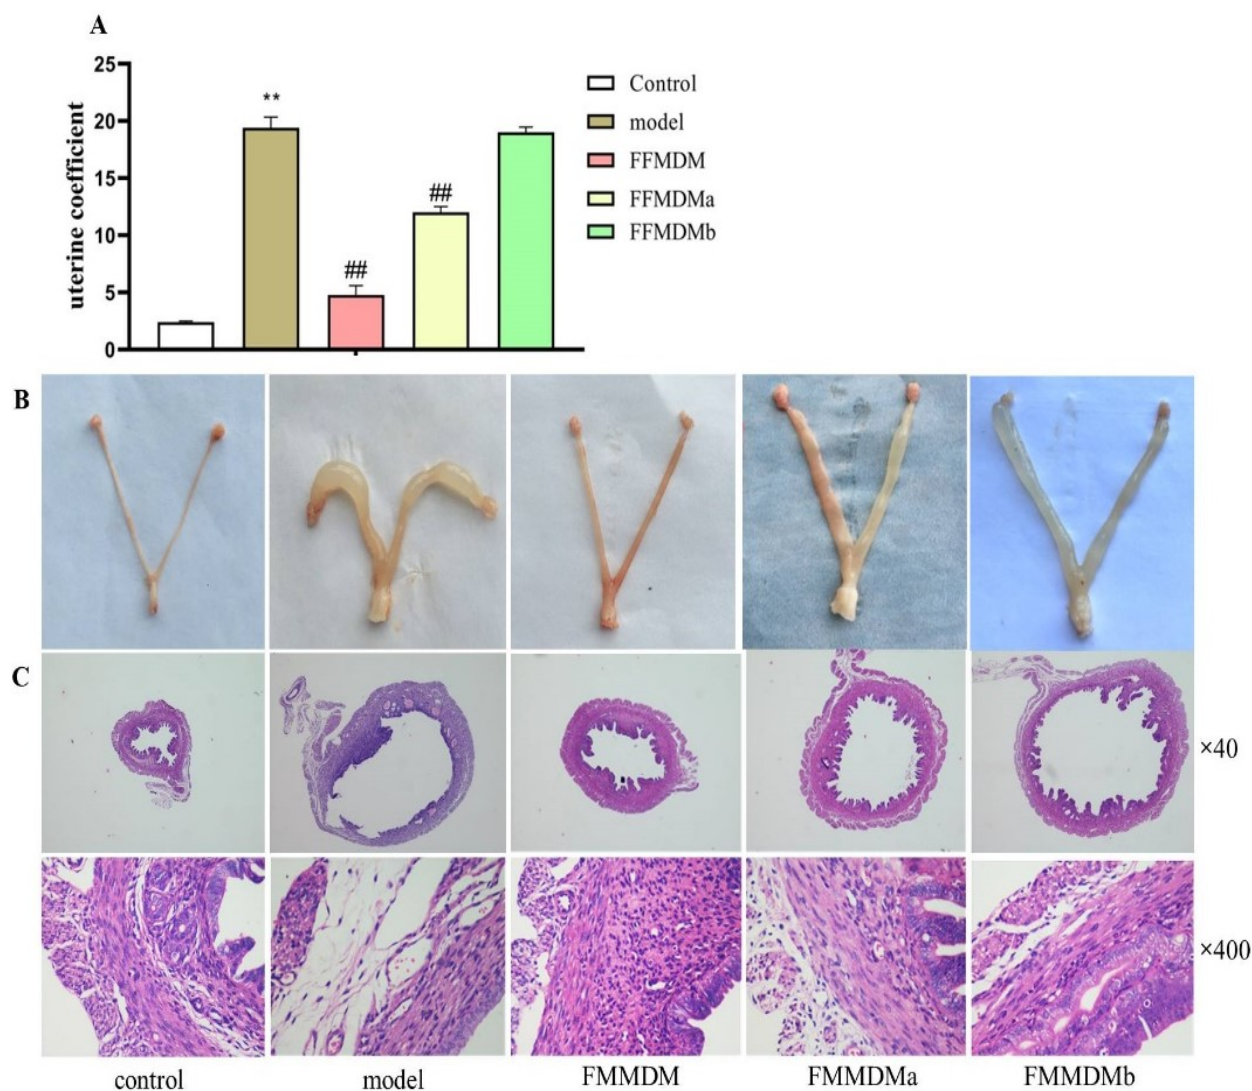 A
uterine coefficient
25
20
15
10
5
0
**
##
##
Control
model
FFMDM
FFMDMa
FFMDMb
B
C
×40
×400
control
model
FMMDM
FMMDMa
FMMDMb